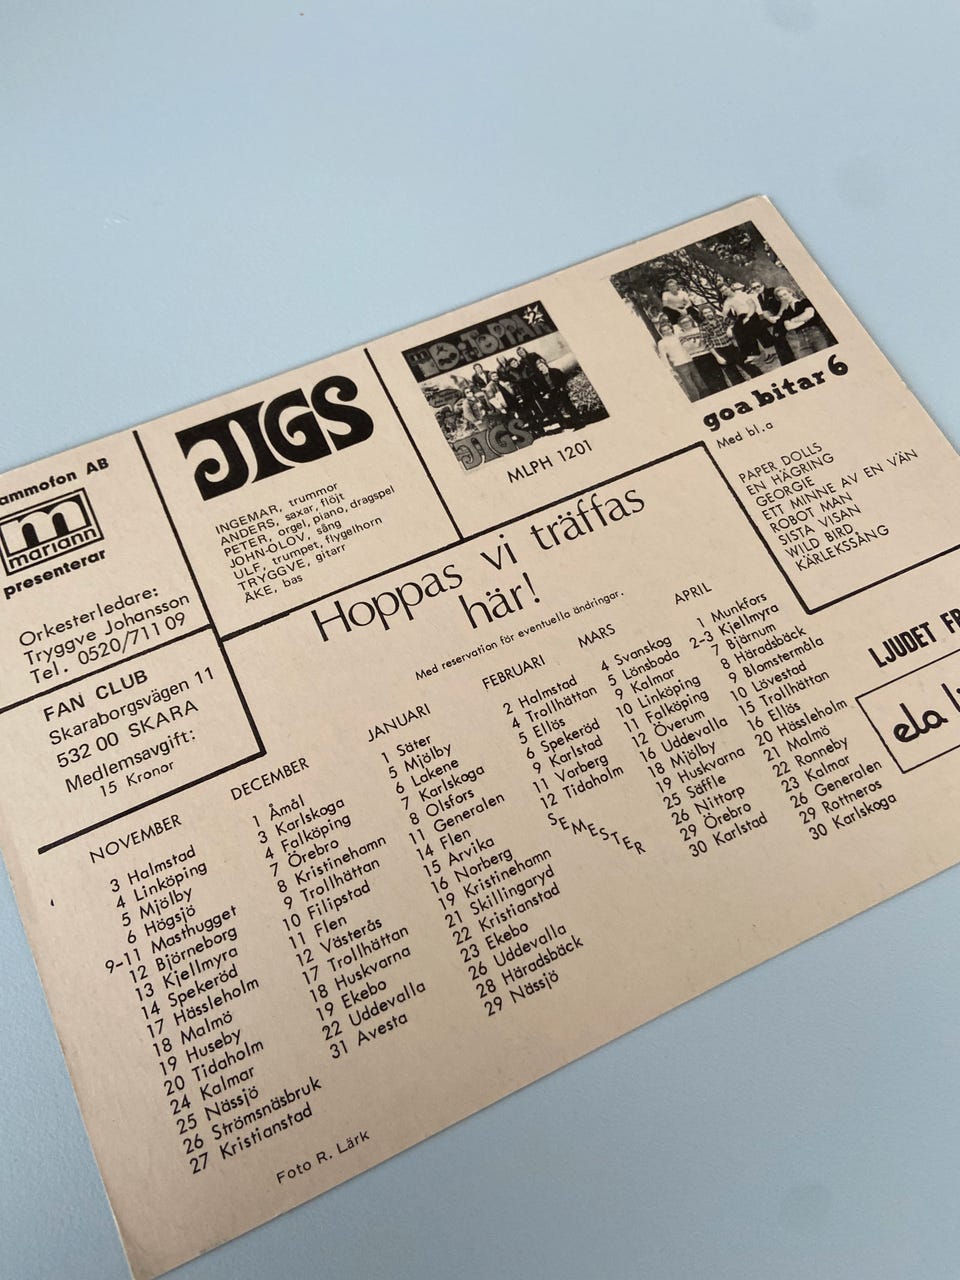 ammofon AB
m
mariann
presenterar
Orkesterledare:
Tryggve Johansson
Tel. 0520/711 09
FAN CLUB
Skaraborgsvägen 11
532 00 SKARA
Medlemsavgift:
15 Kronor
JIGS
INGEMAR, trummor
ANDERS, saxar, flöjt
PETER, orgel, piano, dragspel
JOHN-OLOV, sång
ULF, trumpet, flygelhorn
TRYGGVE, gitarr
ÅKE, bas
JIGS
MLPH 1201
goa bitar 6
Med bl.a
PAPER DOLLS
EN HÄGRING
GEORGIE
ETT MINNE AV EN VÄN
ROBOT MAN
SISTA VISAN
WILD BIRD
KÄRLEKSSÅNG
Hoppas vi träffas
här!
Med reservation för eventuella ändringar.
NOVEMBER
3 Halmstad
4 Linköping
5 Mjölby
6 Högsjö
9-11 Masthugget
12 Björneborg
13 Kjellmyra
14 Spekeröd
17 Hässleholm
18 Malmö
19 Huseby
20 Tidaholm
24 Kalmar
25 Nässjö
26 Strömsnäsbruk
27 Kristianstad
DECEMBER
1 Åmål
3 Karlskoga
4 Falköping
7 Örebro
8 Kristinehamn
9 Trollhättan
10 Filipstad
11 Flen
12 Västerås
17 Trollhättan
18 Huskvarna
19 Ekebo
22 Uddevalla
31 Avesta
JANUARI
1 Säter
5 Mjölby
6 Lakene
7 Karlskoga
8 Olsfors
11 Generalen
14 Flen
15 Arvika
16 Norberg
19 Kristinehamn
21 Skillingaryd
22 Kristianstad
23 Ekebo
26 Uddevalla
28 Häradsbäck
29 Nässjö
FEBRUARI
2 Halmstad
4 Trollhättan
5 Ellös
6 Spekeröd
9 Karlstad
11 Varberg
12 Tidaholm
SEMESTER
MARS
4 Svanskog
5 Lönsboda
9 Kalmar
10 Linköping
11 Falköping
12 Överum
16 Uddevalla
18 Mjölby
19 Huskvarna
25 Säffle
26 Nittorp
29 Örebro
30 Karlstad
APRIL
1 Munkfors
2-3 Kjellmyra
7 Bjärnum
8 Häradsbäck
9 Blomstermåla
10 Lövestad
15 Trollhättan
16 Ellös
20 Hässleholm
21 Malmö
22 Ronneby
23 Kalmar
26 Generalen
29 Rottneros
30 Karlskoga
LJUDET FR
ela
Foto R. Lärk